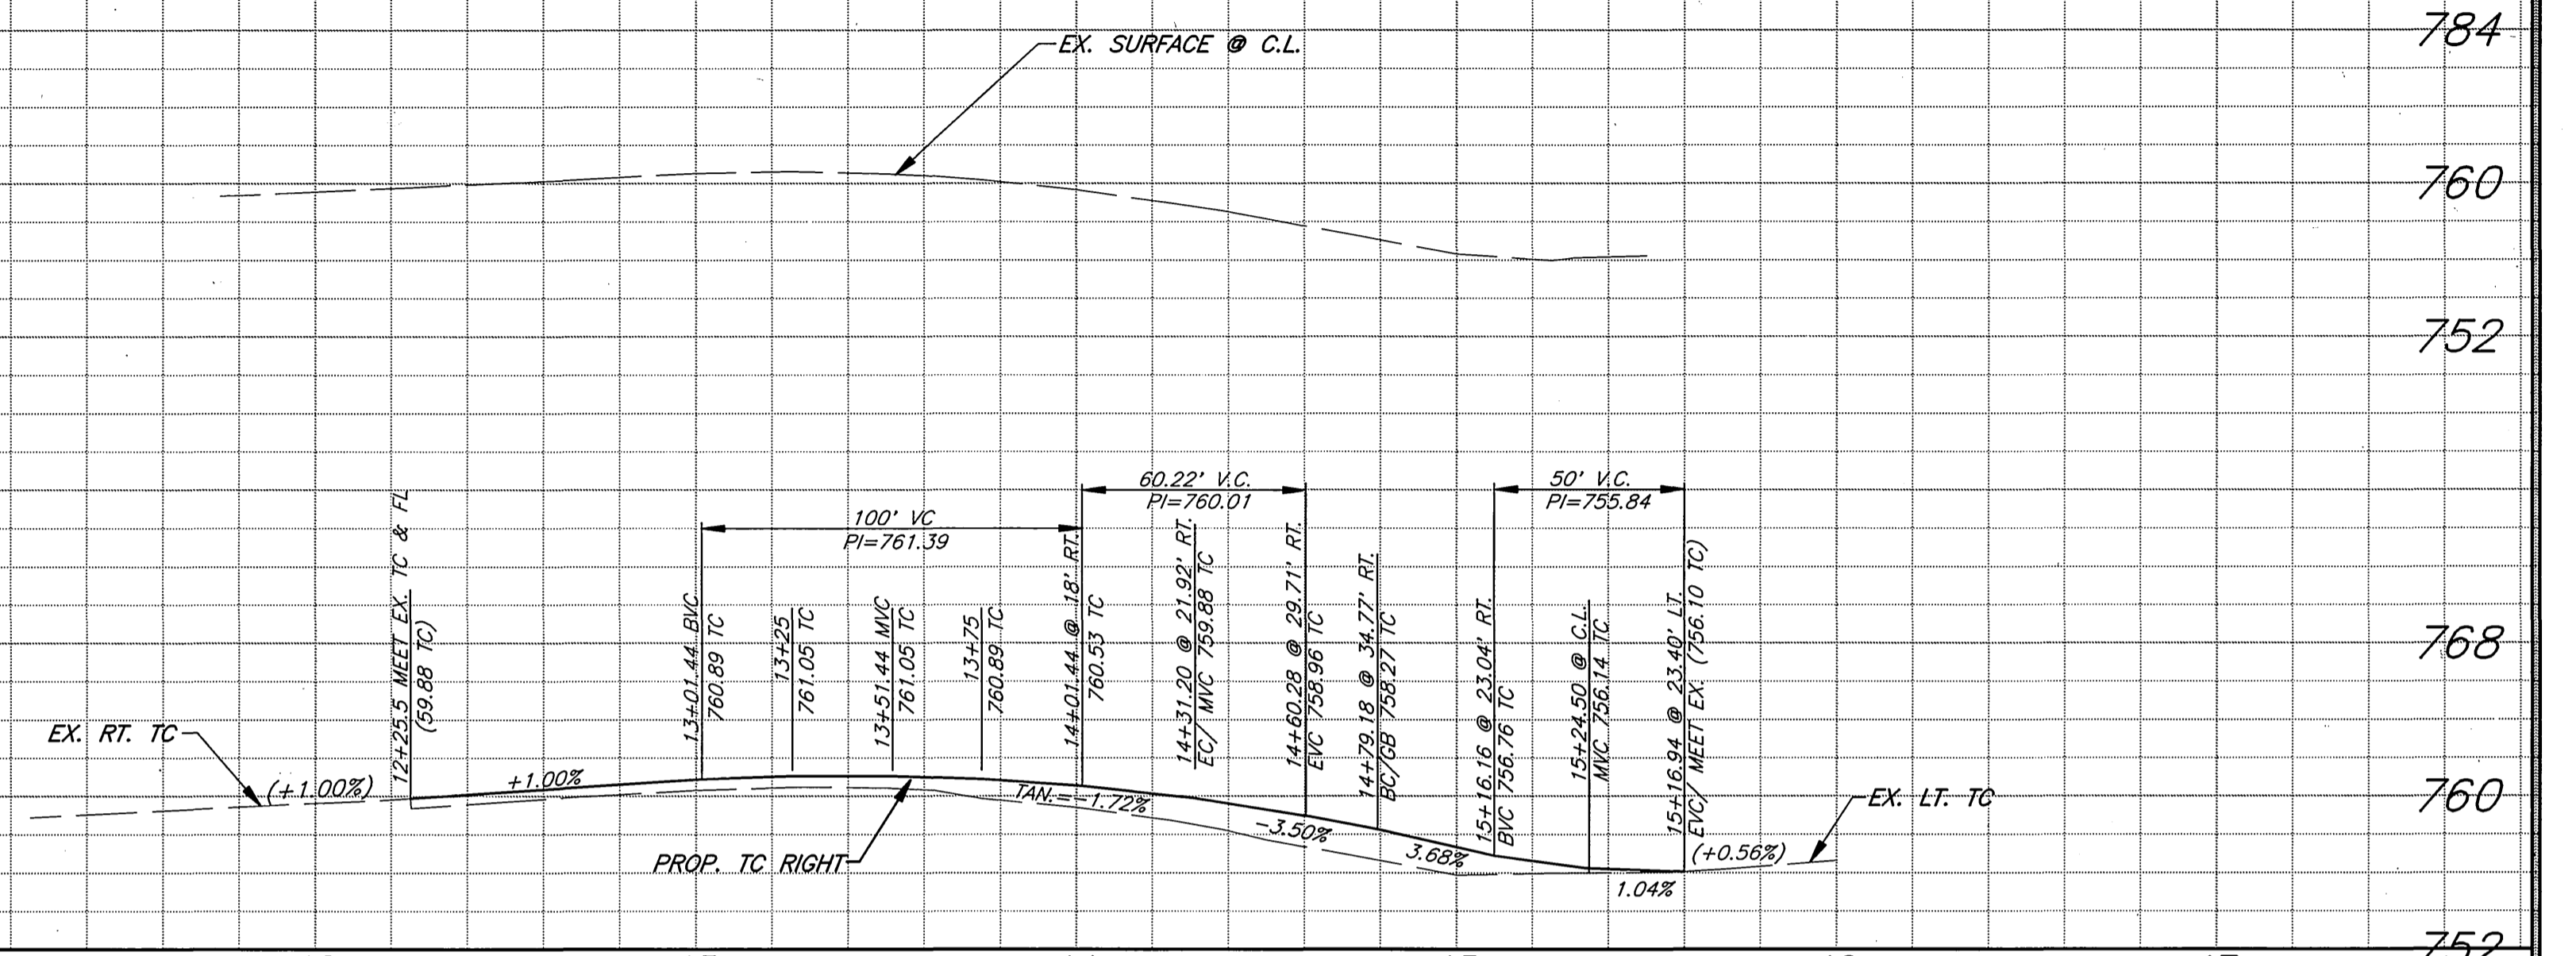 784
EX. SURFACE @ C.L.
760
752
60.22' V.C.
PI=760.01
50' V.C.
PI=755.84
100' VC
PI=761.39
12+25.5 MEET EX. TC & FL
(59.88 TC)
13+01.44 BVC
760.89 TC
13+25
761.05 TC
13+51.44 MVC
761.05 TC
13+75
760.89 TC
14+01.44 @ 18' RT.
760.53 TC
14+31.20 @ 21.92' RT.
EC/ MVC 759.88 TC
14+60.28 @ 29.71' RT.
EVC 758.96 TC
14+79.18 @ 34.77' RT.
BC/GB 758.27 TC
15+16.16 @ 23.04' RT.
BVC 756.76 TC
15+24.50 @ C.L.
MVC 756.14 TC
15+16.94 @ 23.40' LT.
EVC/ MEET EX. (756.10 TC)
768
EX. RT. TC
(+1.00%)
+1.00%
TAN.=-1.72%
-3.50%
3.68%
(+0.56%)
1.04%
EX. LT. TC
760
PROP. TC RIGHT
752